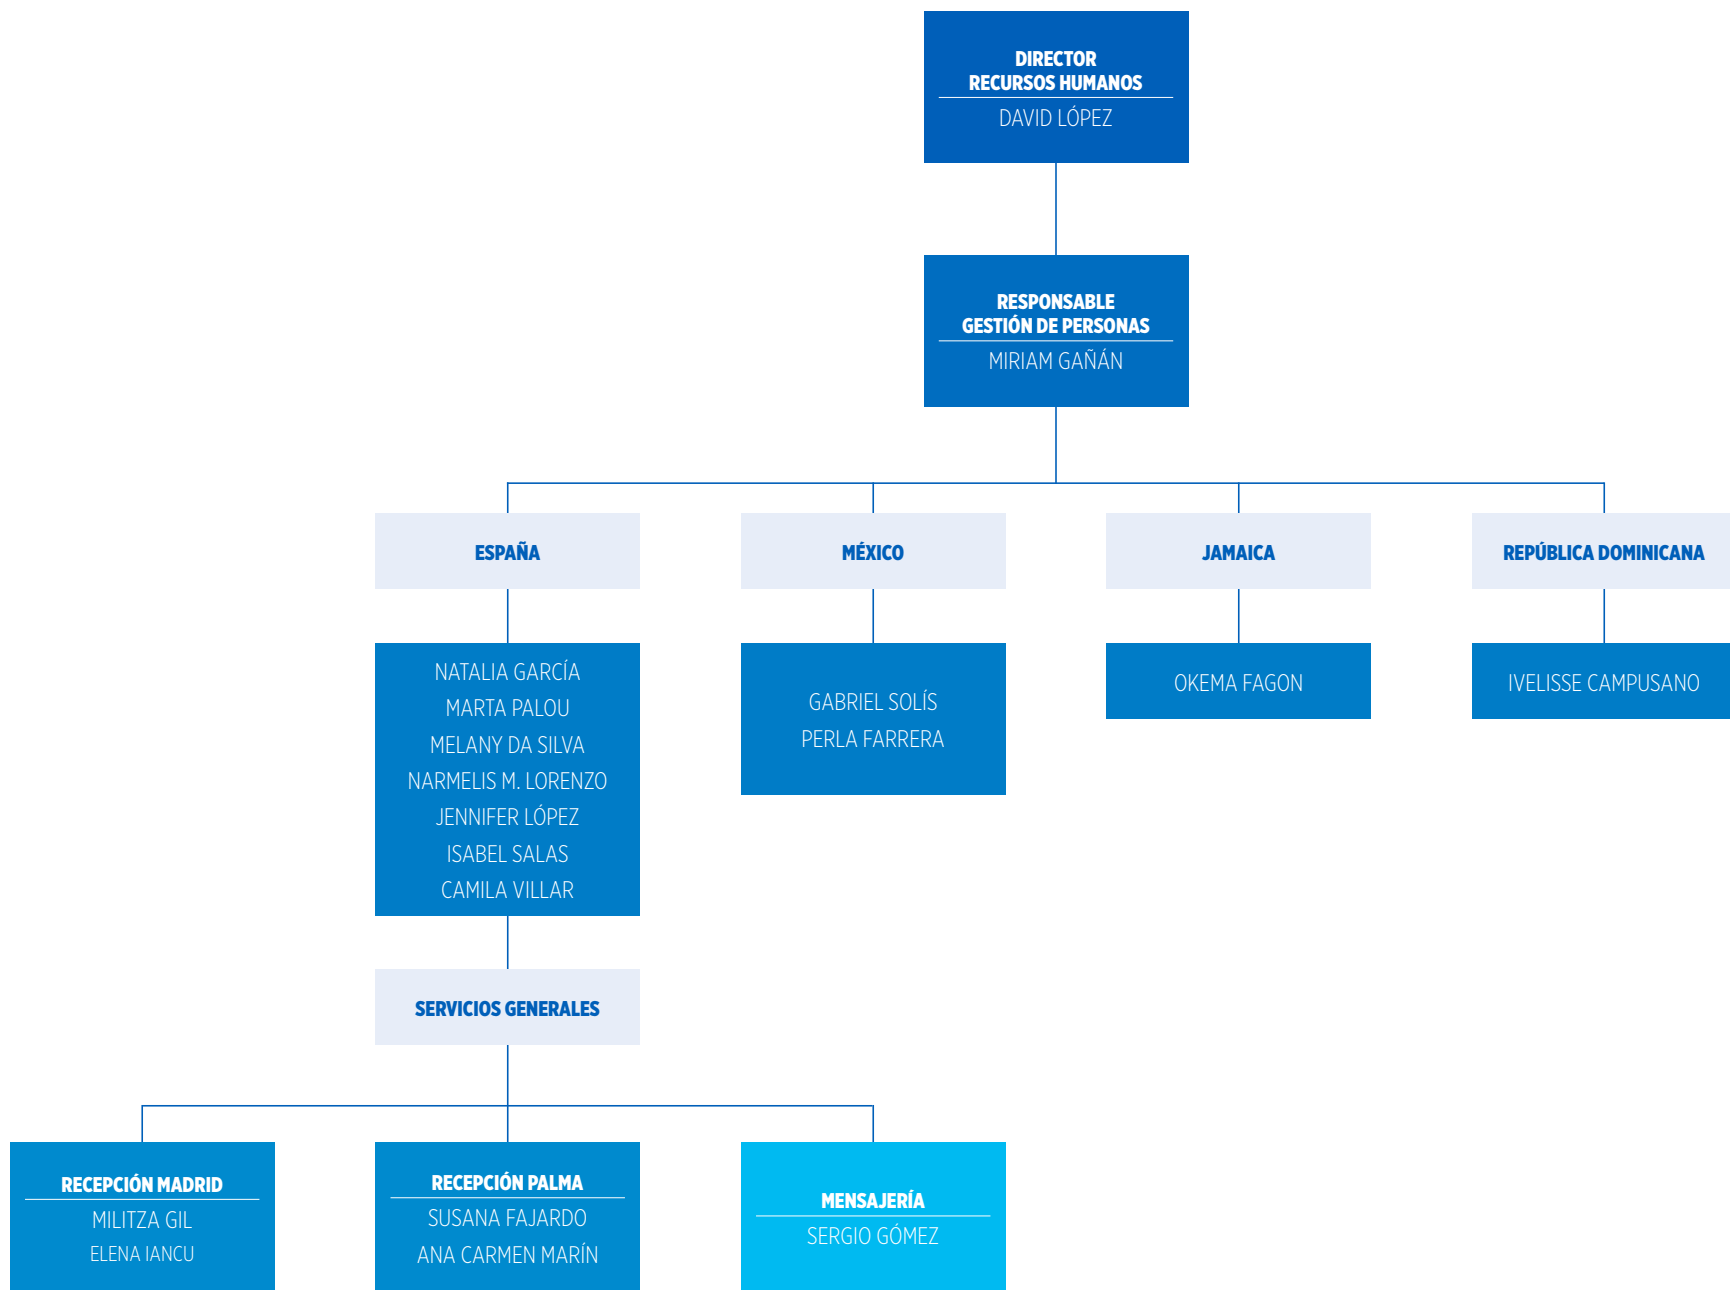 DIRECTOR
RECURSOS HUMANOS
DAVID LÓPEZ
RESPONSABLE
GESTIÓN DE PERSONAS
MIRIAM GAÑÁN
ESPAÑA
MÉXICO
JAMAICA
REPÚBLICA DOMINICANA
NATALIA GARCÍA
MARTA PALOU
MELANY DA SILVA
NARMELIS M. LORENZO
JENNIFER LÓPEZ
ISABEL SALAS
CAMILA VILLAR
GABRIEL SOLÍS
PERLA FARRERA
OKEMA FAGON
IVELISSE CAMPUSANO
SERVICIOS GENERALES
RECEPCIÓN MADRID
MILITZA GIL
ELENA IANCU
RECEPCIÓN PALMA
SUSANA FAJARDO
ANA CARMEN MARÍN
MENSAJERÍA
SERGIO GÓMEZ